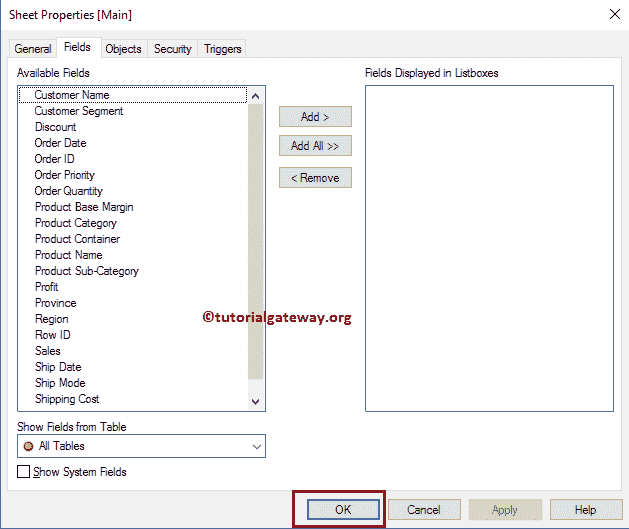 Sheet Properties [Main]
General Fields Objects Security Triggers
Available Fields
Fields Displayed in Listboxes
Customer Name
Customer Segment
Discount
Order Date
Order ID
Order Priority
Order Quantity
Product Base Margin
Product Category
Product Container
Product Name
Product Sub-Category
Profit
Province
Region
Row ID
Sales
Ship Date
Ship Mode
Shipping Cost
Add >
Add All >>
< Remove
©tutorialgateway.org
Show Fields from Table
All Tables
Show System Fields
OK Cancel Apply Help